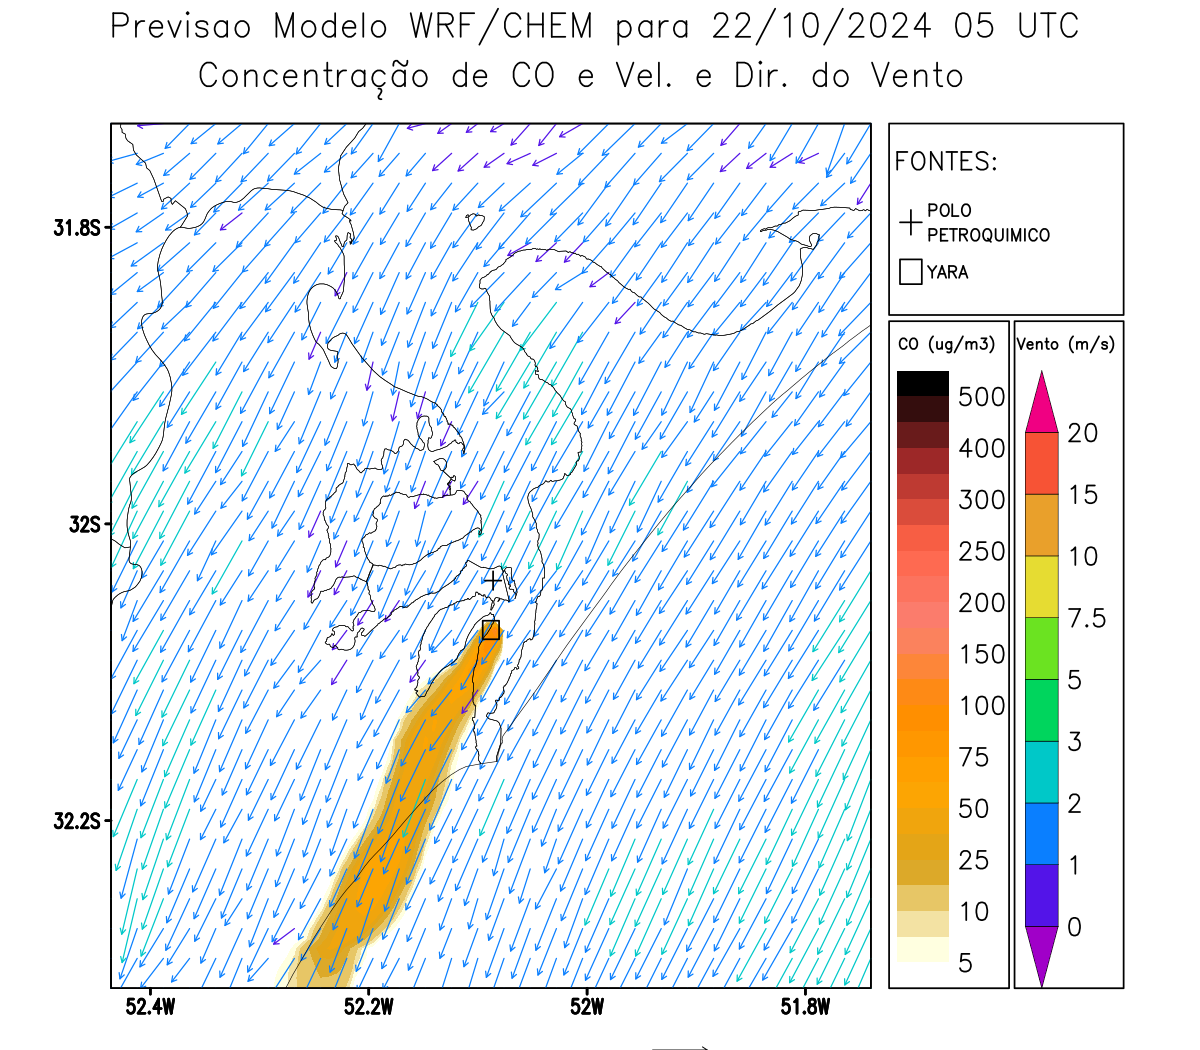 Previsao Modelo WRF/CHEM para 22/10/2024 05 UTC
Concentração de CO e Vel. e Dir. do Vento
FONTES:
POLO
PETROQUIMICO
YARA
31.8S
32S
32.2S
52.4W
52.2W
52W
51.8W
CO (ug/m3)
500
400
300
250
200
150
100
75
50
25
10
5
Vento (m/s)
20
15
10
7.5
5
3
2
1
0